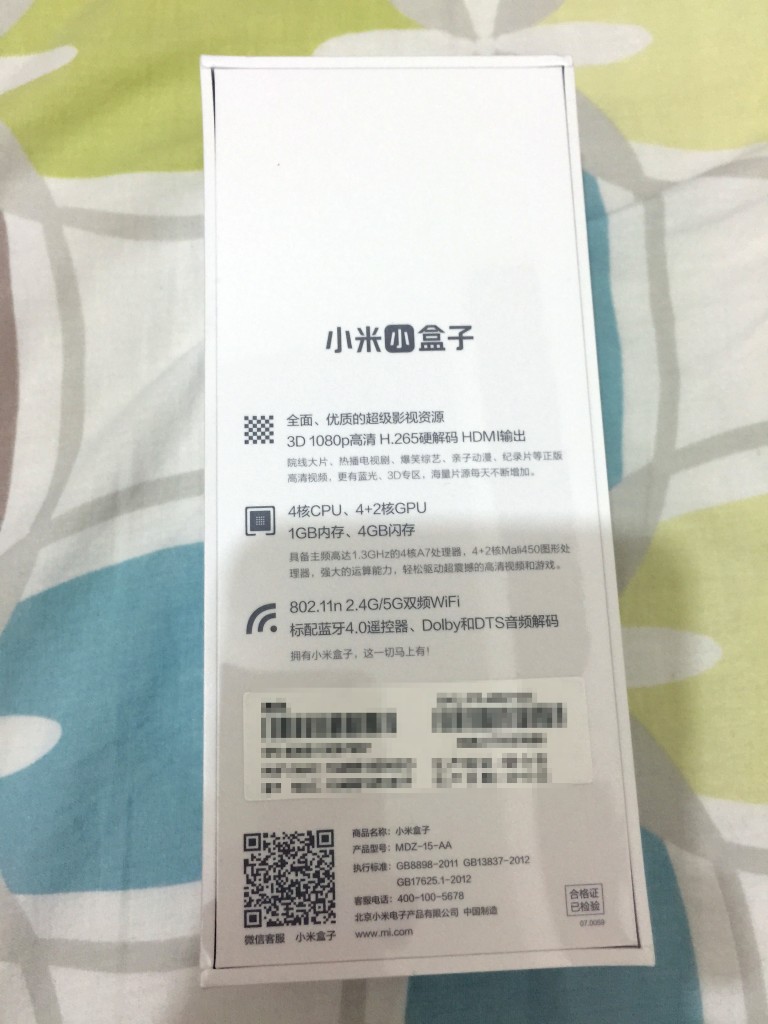 小米小盒子
全面、优质的超级影视资源
3D 1080p高清 H.265硬解码 HDMI输出
院线大片、热播电视剧、爆笑综艺、亲子动漫、纪录片等正版
高清视频，更有蓝光、3D专区，海量片源每天不断增加。
4核CPU、4+2核GPU
1GB内存、4GB闪存
具备主频高达1.3GHz的4核A7处理器，4+2核Mali450图形处
理器，强大的运算能力，轻松驱动超震撼的高清视频和游戏。
802.11n 2.4G/5G双频WiFi
标配蓝牙4.0遥控器、Dolby和DTS音频解码
拥有小米盒子，这一切马上有！
商品名称：小米盒子
产品型号：MDZ-15-AA
执行标准：GB8898-2011 GB13837-2012
GB17625.1-2012
客服电话：400-100-5678
北京小米电子产品有限公司 中国制造
www.mi.com
微信客服 小米盒子
合格证
已检验
07.0059